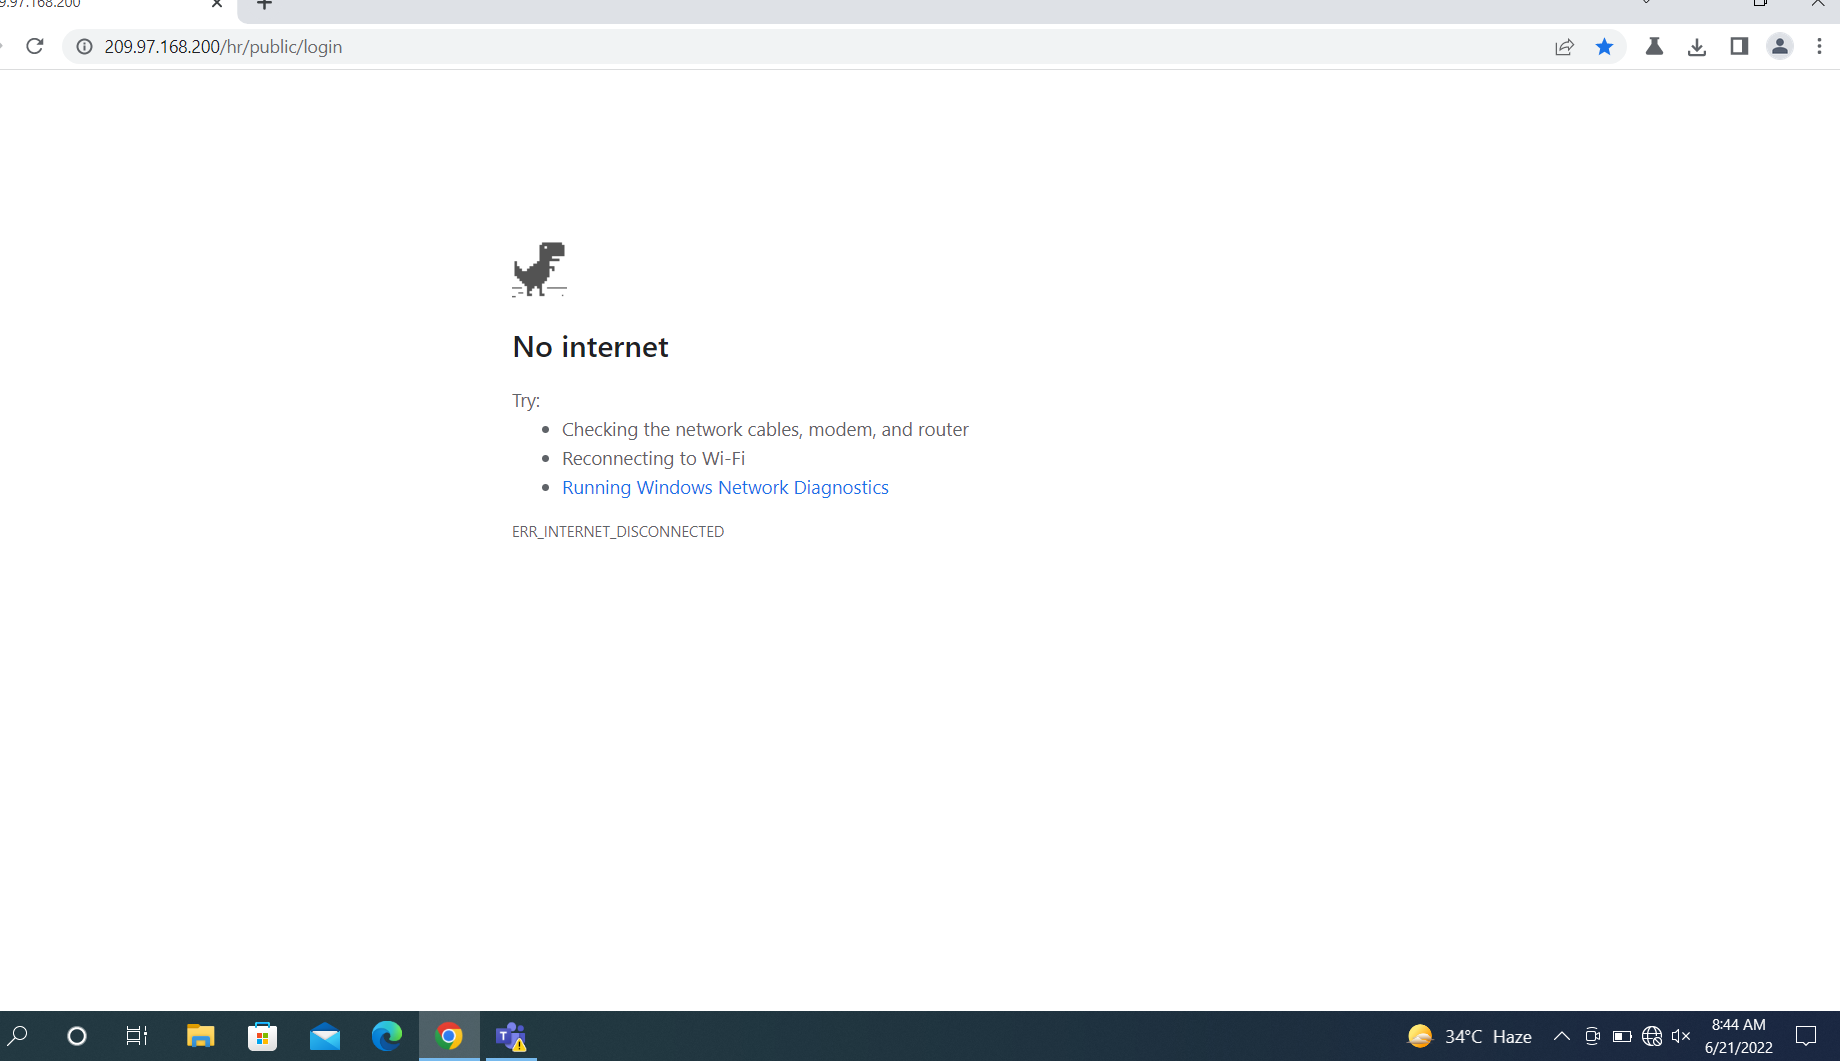 9.97.168.200
209.97.168.200/hr/public/login
No internet
Try:
Checking the network cables, modem, and router
Reconnecting to Wi-Fi
Running Windows Network Diagnostics
ERR_INTERNET_DISCONNECTED
34°C Haze
8:44 AM
6/21/2022